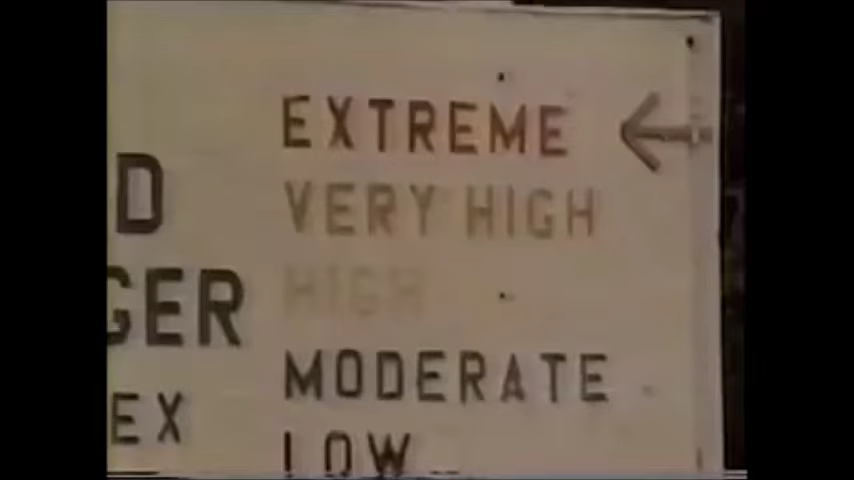 EXTREME
D VERY HIGH
HIGH
GER
MODERATE
EX
LOW